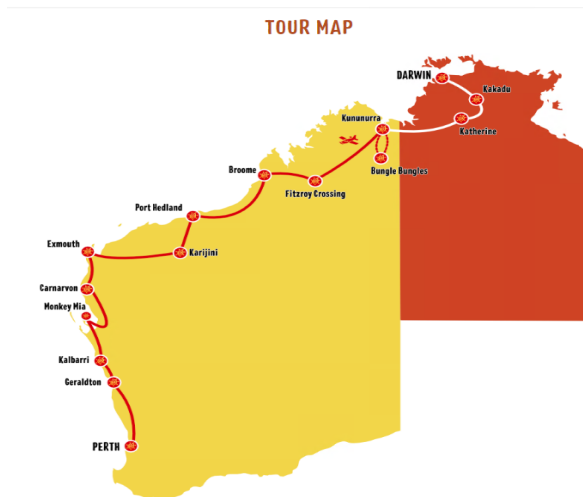 TOUR MAP
DARWIN
Kakadu
Kununurra
Katherine
Broome
Bungle Bungles
Fitzroy Crossing
Port Hedland
Exmouth
Karijini
Carnarvon
Monkey Mia
Kalbarri
Geraldton
PERTH